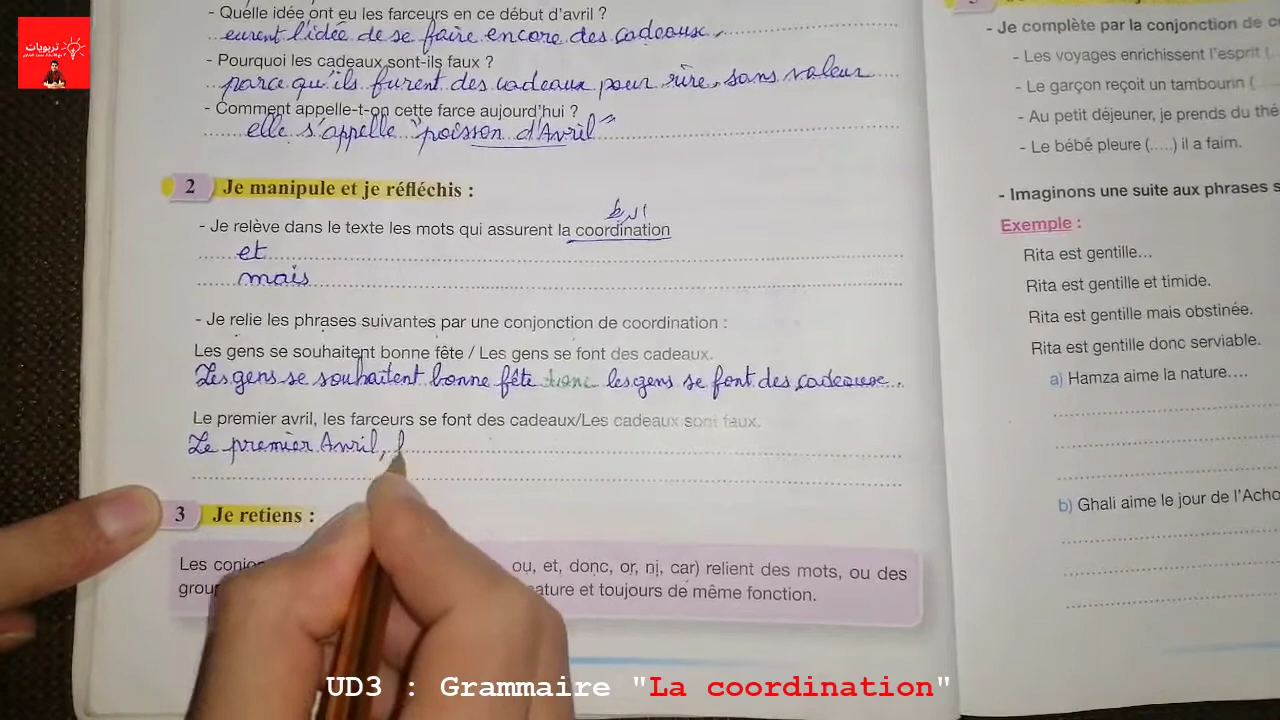 تربويات
- Quelle idée ont eu les farceurs en ce début d'avril ?
eurent l'idée de se faire encore des cadeaux.
- Pourquoi les cadeaux sont-ils faux ?
parce qu'ils furent des cadeaux pour rire, sans valeur
- Comment appelle-t-on cette farce aujourd'hui ?
elle s'appelle "poisson d'Avril"
2 Je manipule et je réfléchis :
- Je relève dans le texte les mots qui assurent la coordination
الربط
et
mais
- Je relie les phrases suivantes par une conjonction de coordination :
Les gens se souhaitent bonne fête / Les gens se font des cadeaux.
Les gens se souhaitent bonne fête donc les gens se font des cadeaux.
Le premier avril, les farceurs se font des cadeaux/Les cadeaux sont faux.
Le premier Avril, l
3 Je retiens :
Les conjo
ou, et, donc, or, ni, car) relient des mots, ou des
group
ature et toujours de même fonction.
- Je complète par la conjonction de co
- Les voyages enrichissent l'esprit (
- Le garçon reçoit un tambourin (
- Au petit déjeuner, je prends du thé
- Le bébé pleure (.....) il a faim.
- Imaginons une suite aux phrases s
Exemple :
Rita est gentille...
Rita est gentille et timide.
Rita est gentille mais obstinée.
Rita est gentille donc serviable.
a) Hamza aime la nature....
b) Ghali aime le jour de l'Acho
UD3 : Grammaire "La coordination"